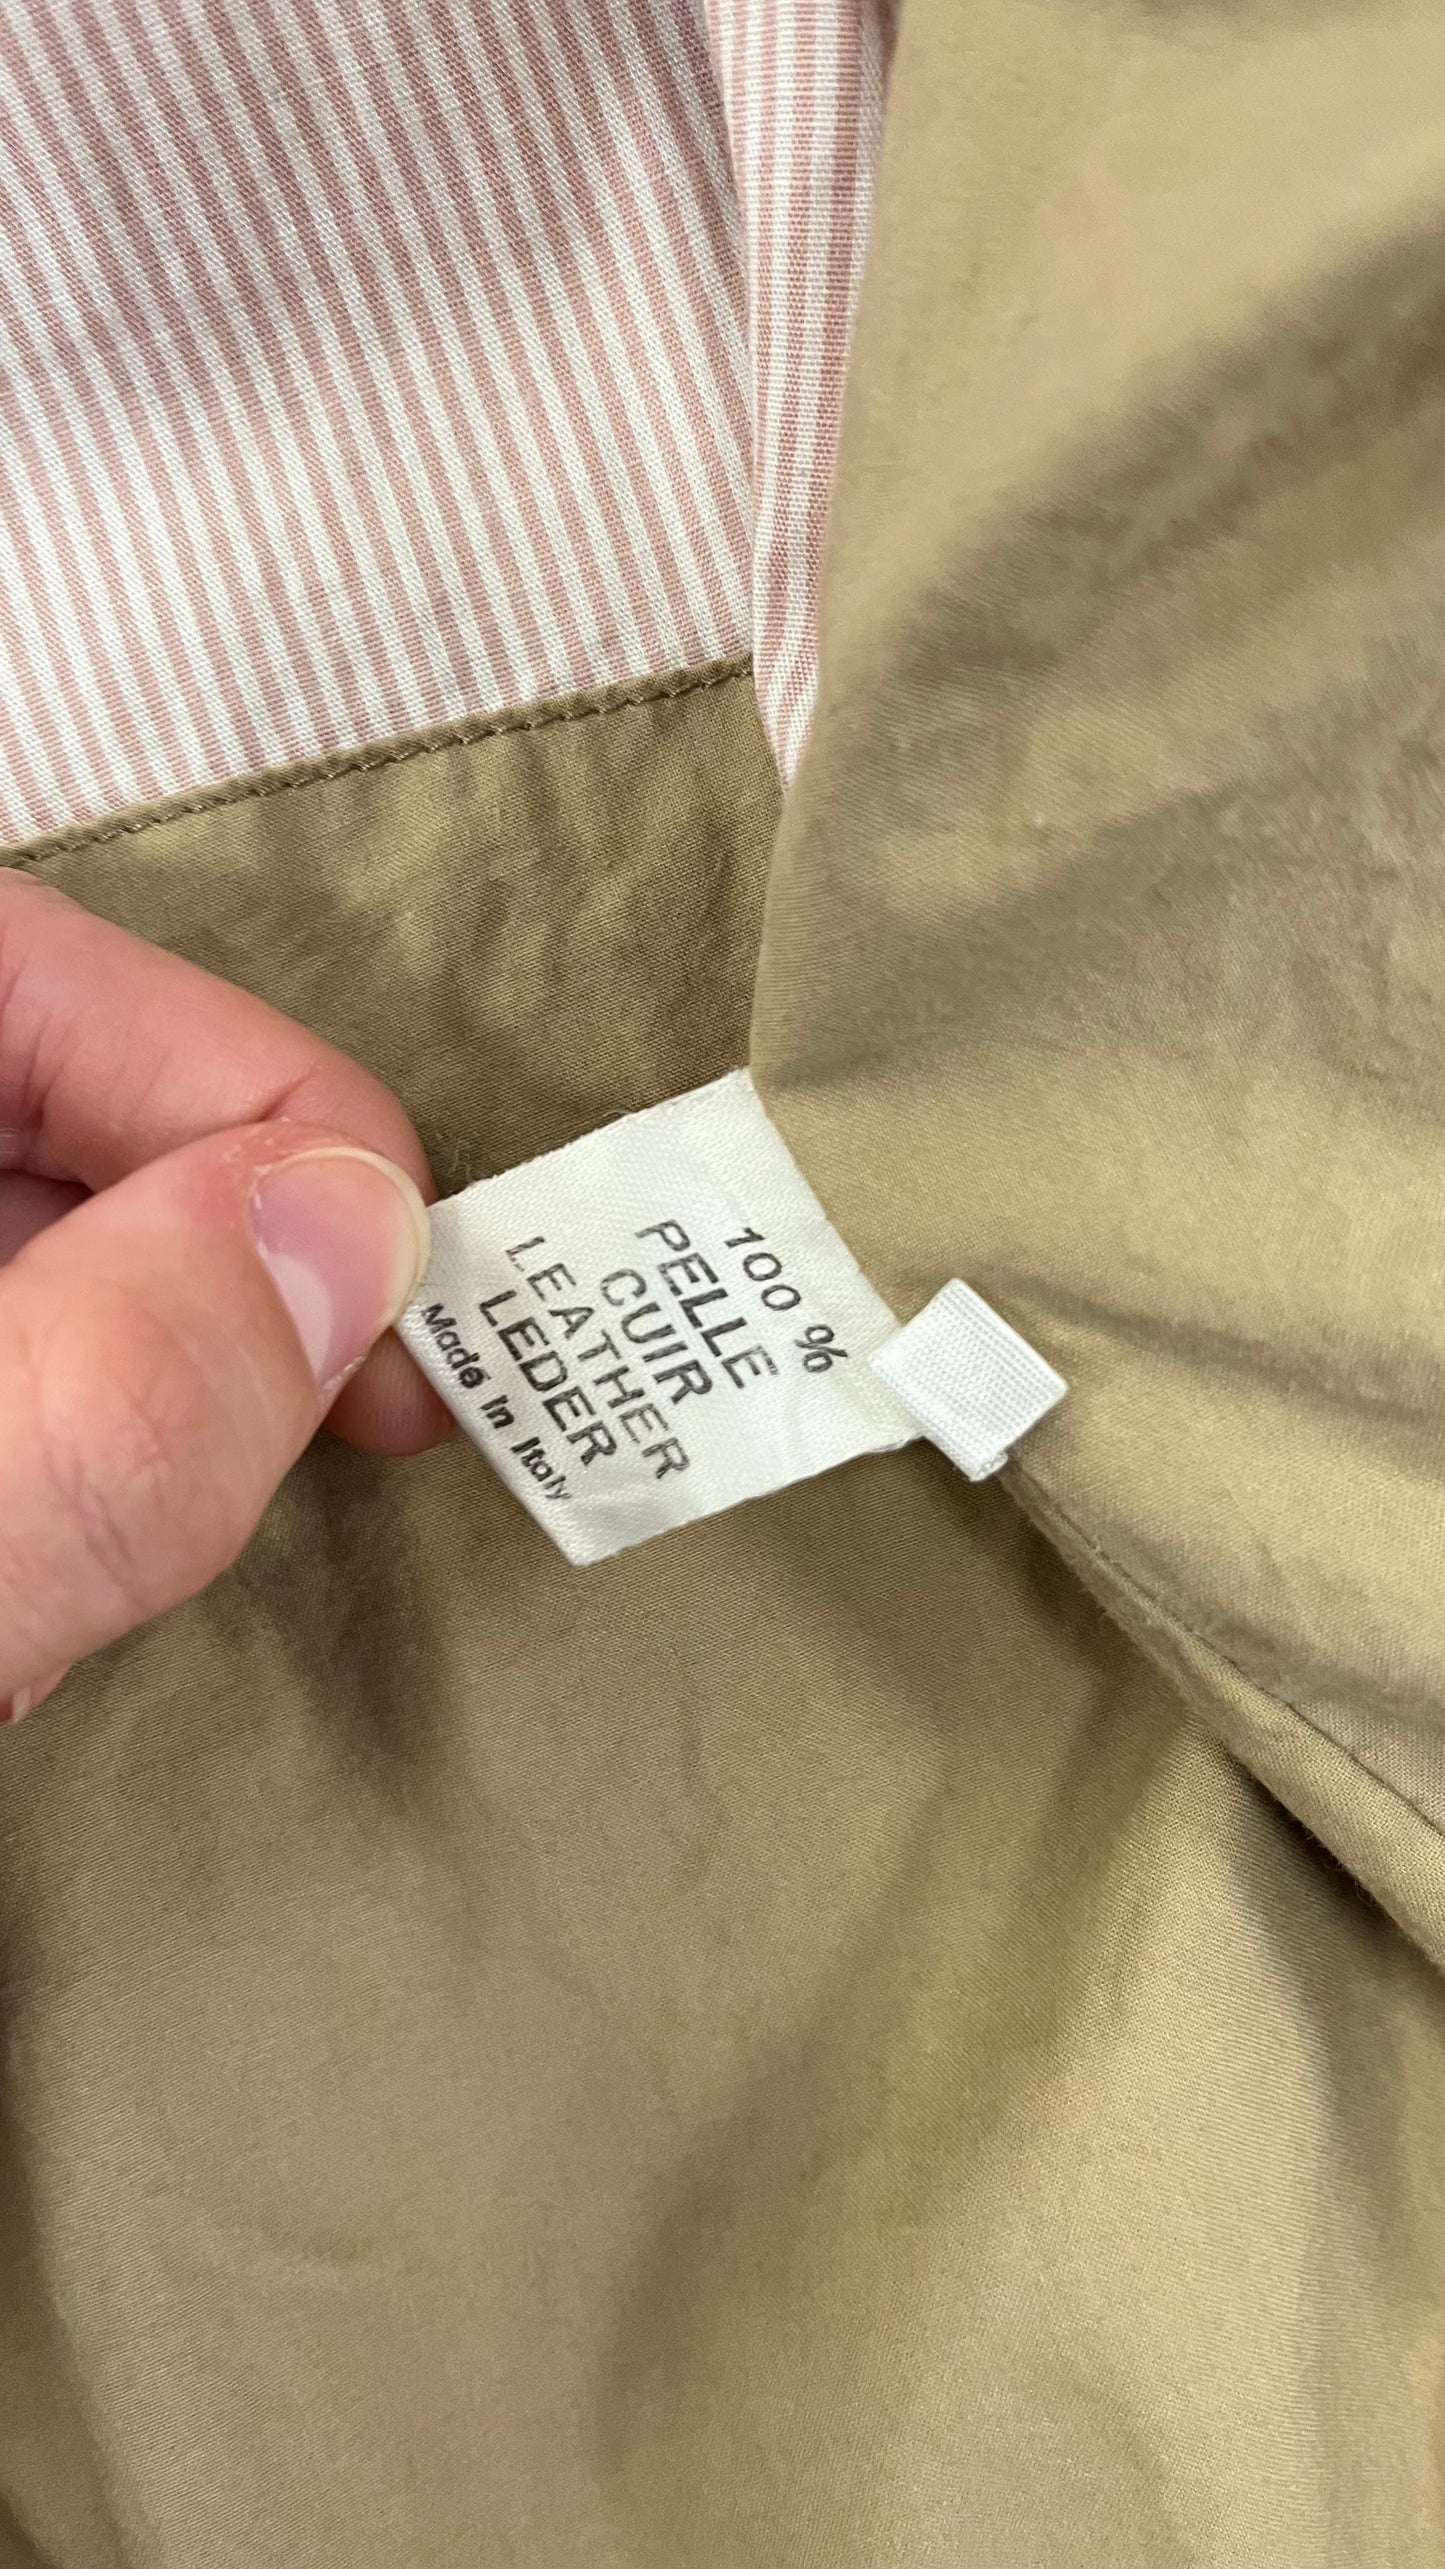 100 %
PELLE
CUIR
LEATHER
LEDER
Made in Italy